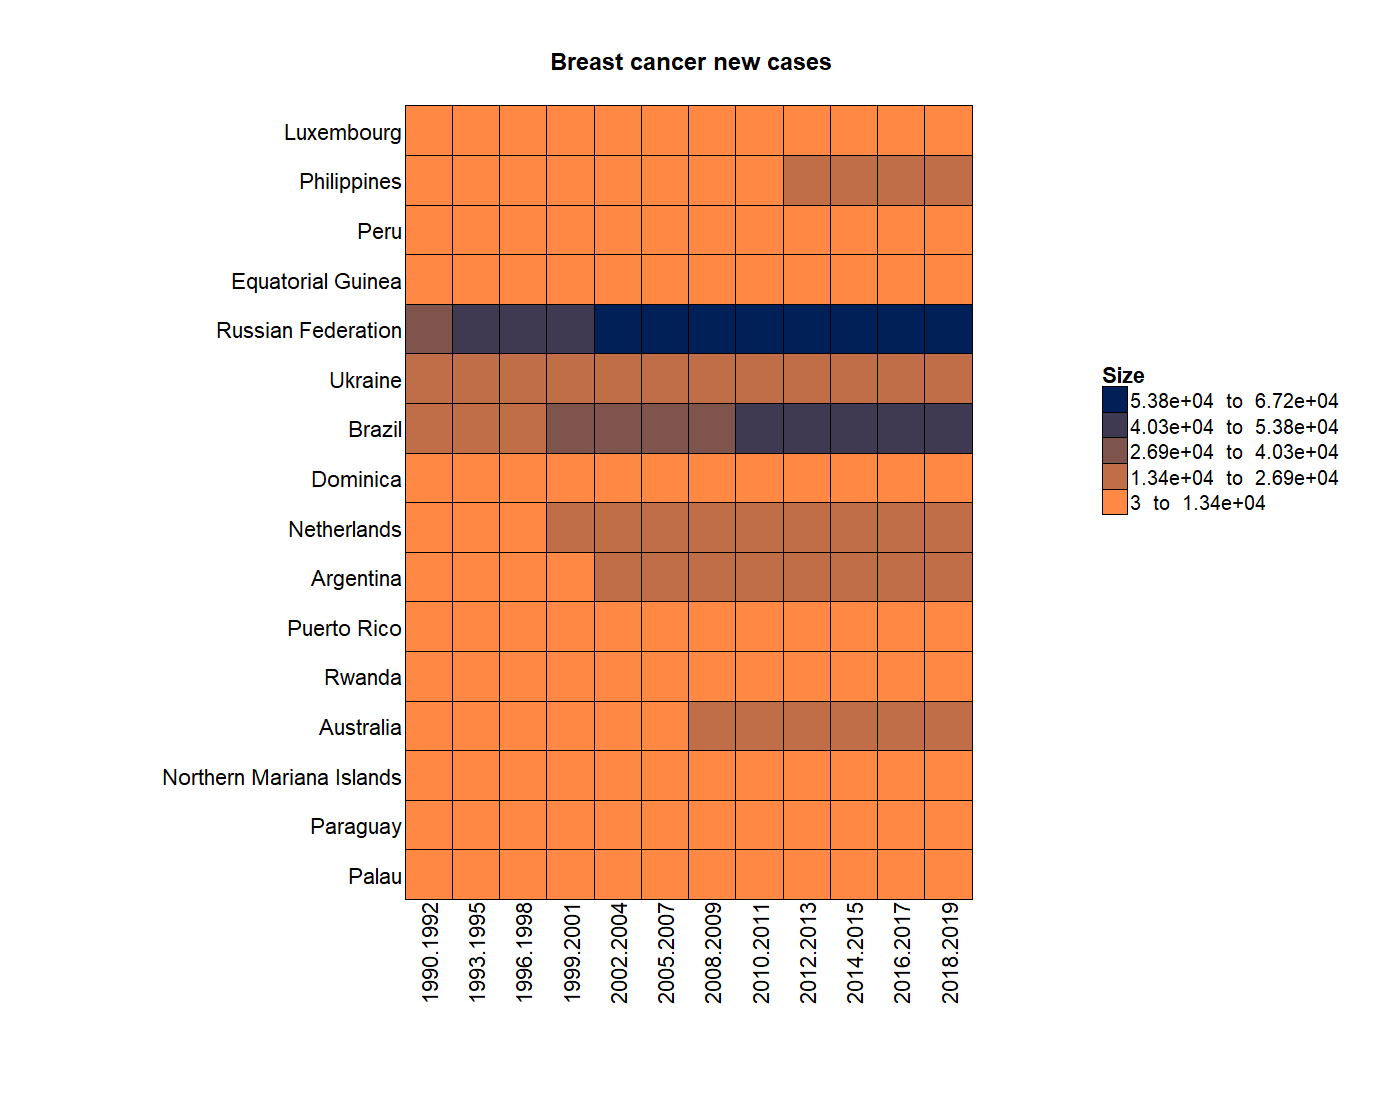 Breast cancer new cases
Luxembourg
Philippines
Peru
Equatorial Guinea
Russian Federation
Ukraine
Brazil
Dominica
Netherlands
Argentina
Puerto Rico
Rwanda
Australia
Northern Mariana Islands
Paraguay
Palau
1990.1992
1993.1995
1996.1998
1999.2001
2002.2004
2005.2007
2008.2009
2010.2011
2012.2013
2014.2015
2016.2017
2018.2019
Size
5.38e+04 to 6.72e+04
4.03e+04 to 5.38e+04
2.69e+04 to 4.03e+04
1.34e+04 to 2.69e+04
3 to 1.34e+04